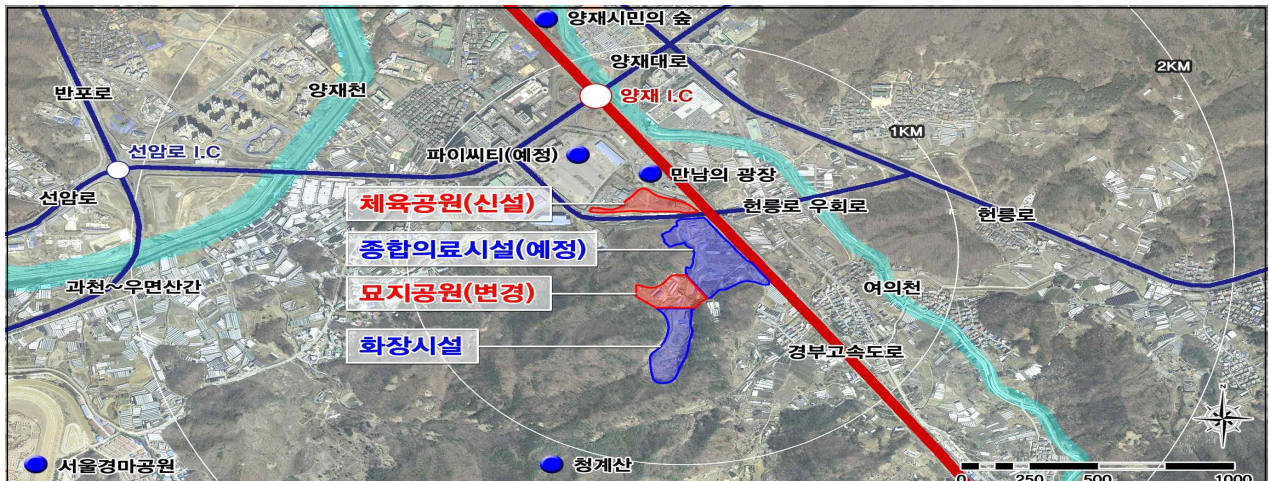 양재시민의 숲
양재대로
2KM
반포로
양재천
양재 I.C
1KM
선암로 I.C
파이씨티(예정)
만남의 광장
선암로
체육공원(신설)
헌릉로 우회로
헌릉로
종합의료시설(예정)
과천~우면산간
묘지공원(변경)
여의천
화장시설
경부고속도로
N
서울경마공원
청계산
0 250 500 1000